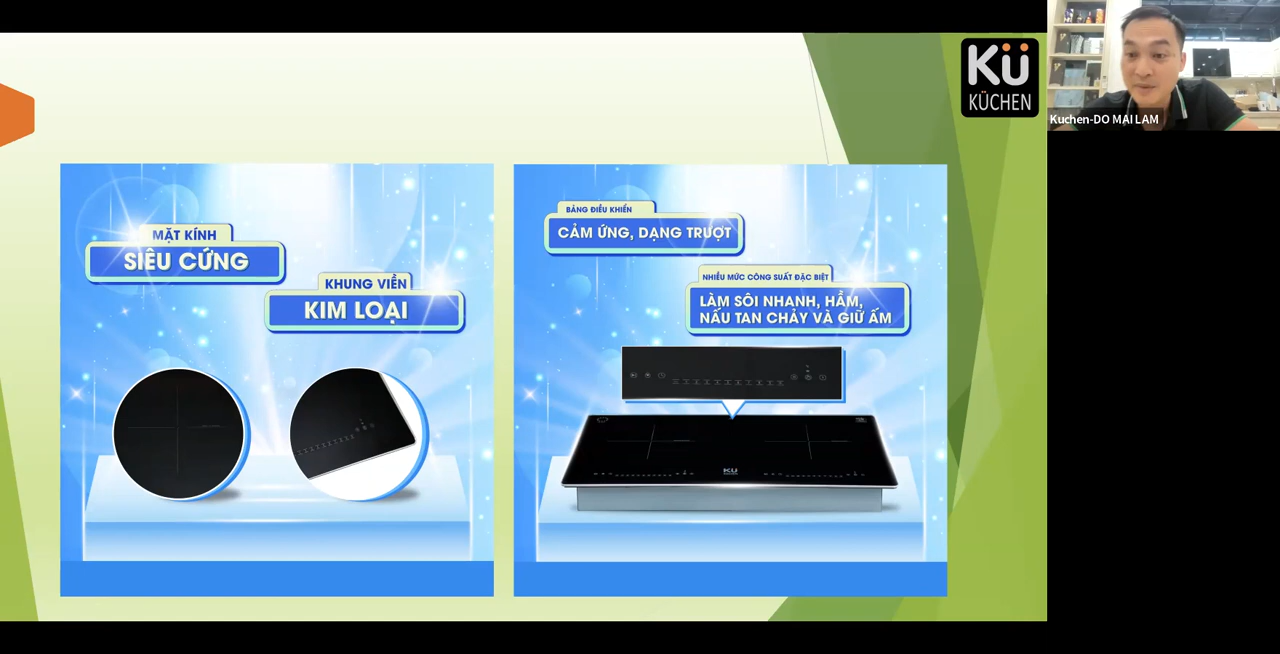 KÜ
KÜCHEN
Kuchen-DO MAI LAM
MẶT KÍNH
SIÊU CỨNG
KHUNG VIỀN
KIM LOẠI
BẢNG ĐIỀU KHIỂN
CẢM ỨNG, DẠNG TRƯỢT
NHIỀU MỨC CÔNG SUẤT ĐẶC BIỆT
LÀM SÔI NHANH, HẦM,
NẤU TAN CHẢY VÀ GIỮ ẤM
KÜ